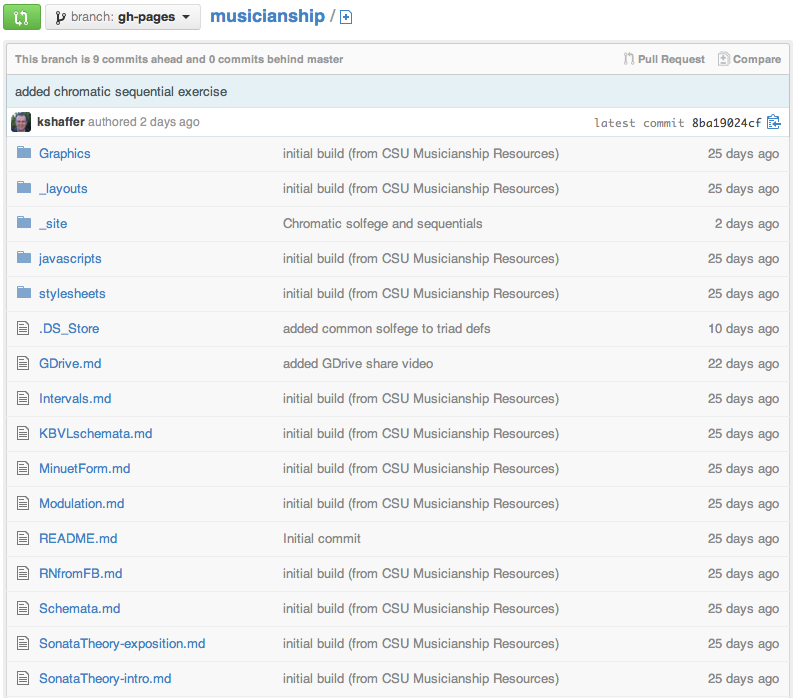 branch: gh-pages musicianship /
This branch is 9 commits ahead and 0 commits behind master Pull Request Compare
added chromatic sequential exercise
kshaffer authored 2 days ago latest commit 8ba19024cf
Graphics initial build (from CSU Musicianship Resources) 25 days ago
_layouts initial build (from CSU Musicianship Resources) 25 days ago
_site Chromatic solfege and sequentials 2 days ago
javascripts initial build (from CSU Musicianship Resources) 25 days ago
stylesheets initial build (from CSU Musicianship Resources) 25 days ago
.DS_Store added common solfege to triad defs 10 days ago
GDrive.md added GDrive share video 22 days ago
Intervals.md initial build (from CSU Musicianship Resources) 25 days ago
KBVLschemata.md initial build (from CSU Musicianship Resources) 25 days ago
MinuetForm.md initial build (from CSU Musicianship Resources) 25 days ago
Modulation.md initial build (from CSU Musicianship Resources) 25 days ago
README.md Initial commit 25 days ago
RNfromFB.md initial build (from CSU Musicianship Resources) 25 days ago
Schemata.md initial build (from CSU Musicianship Resources) 25 days ago
SonataTheory-exposition.md initial build (from CSU Musicianship Resources) 25 days ago
SonataTheory-intro.md initial build (from CSU Musicianship Resources) 25 days ago